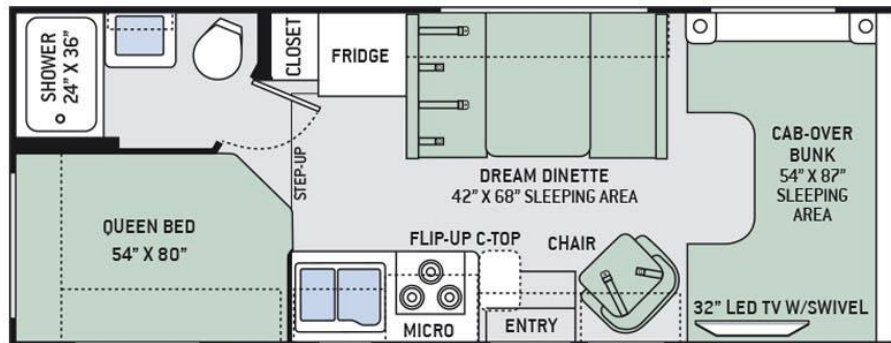 SHOWER
24" X 36"
CLOSET
FRIDGE
STEP-UP
DREAM DINETTE
42" X 68" SLEEPING AREA
CAB-OVER
BUNK
54" X 87"
SLEEPING
AREA
QUEEN BED
54" X 80"
FLIP-UP C-TOP
CHAIR
MICRO
ENTRY
32" LED TV W/SWIVEL